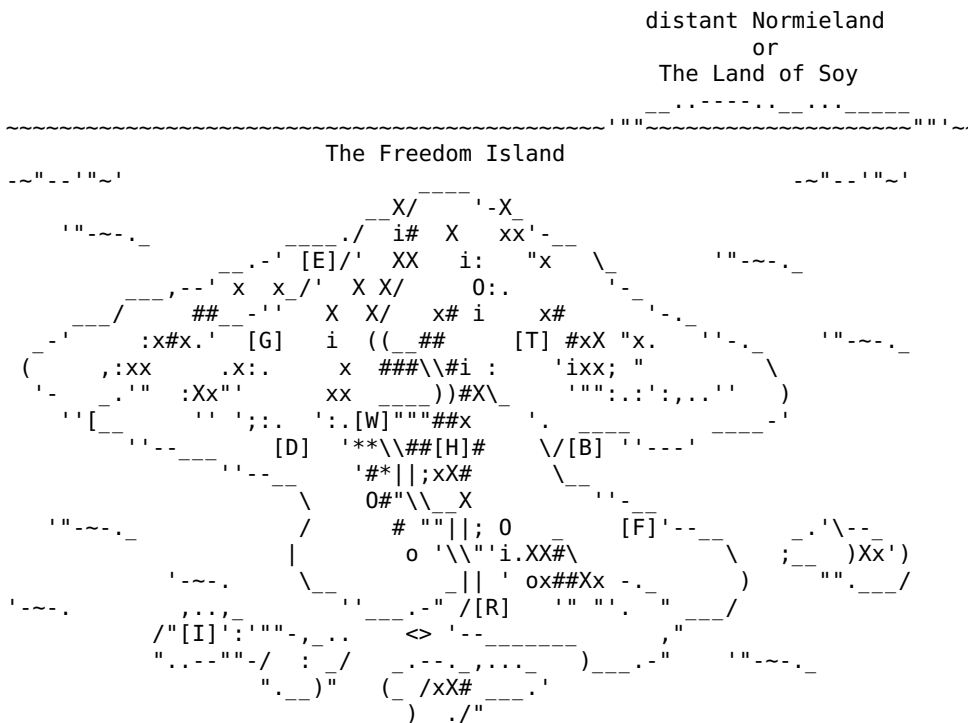 distant Normieland
or
The Land of Soy
The Freedom Island
[E]
[G]
[T]
[W]
[D]
[H]
[B]
[F]
[R]
[I]